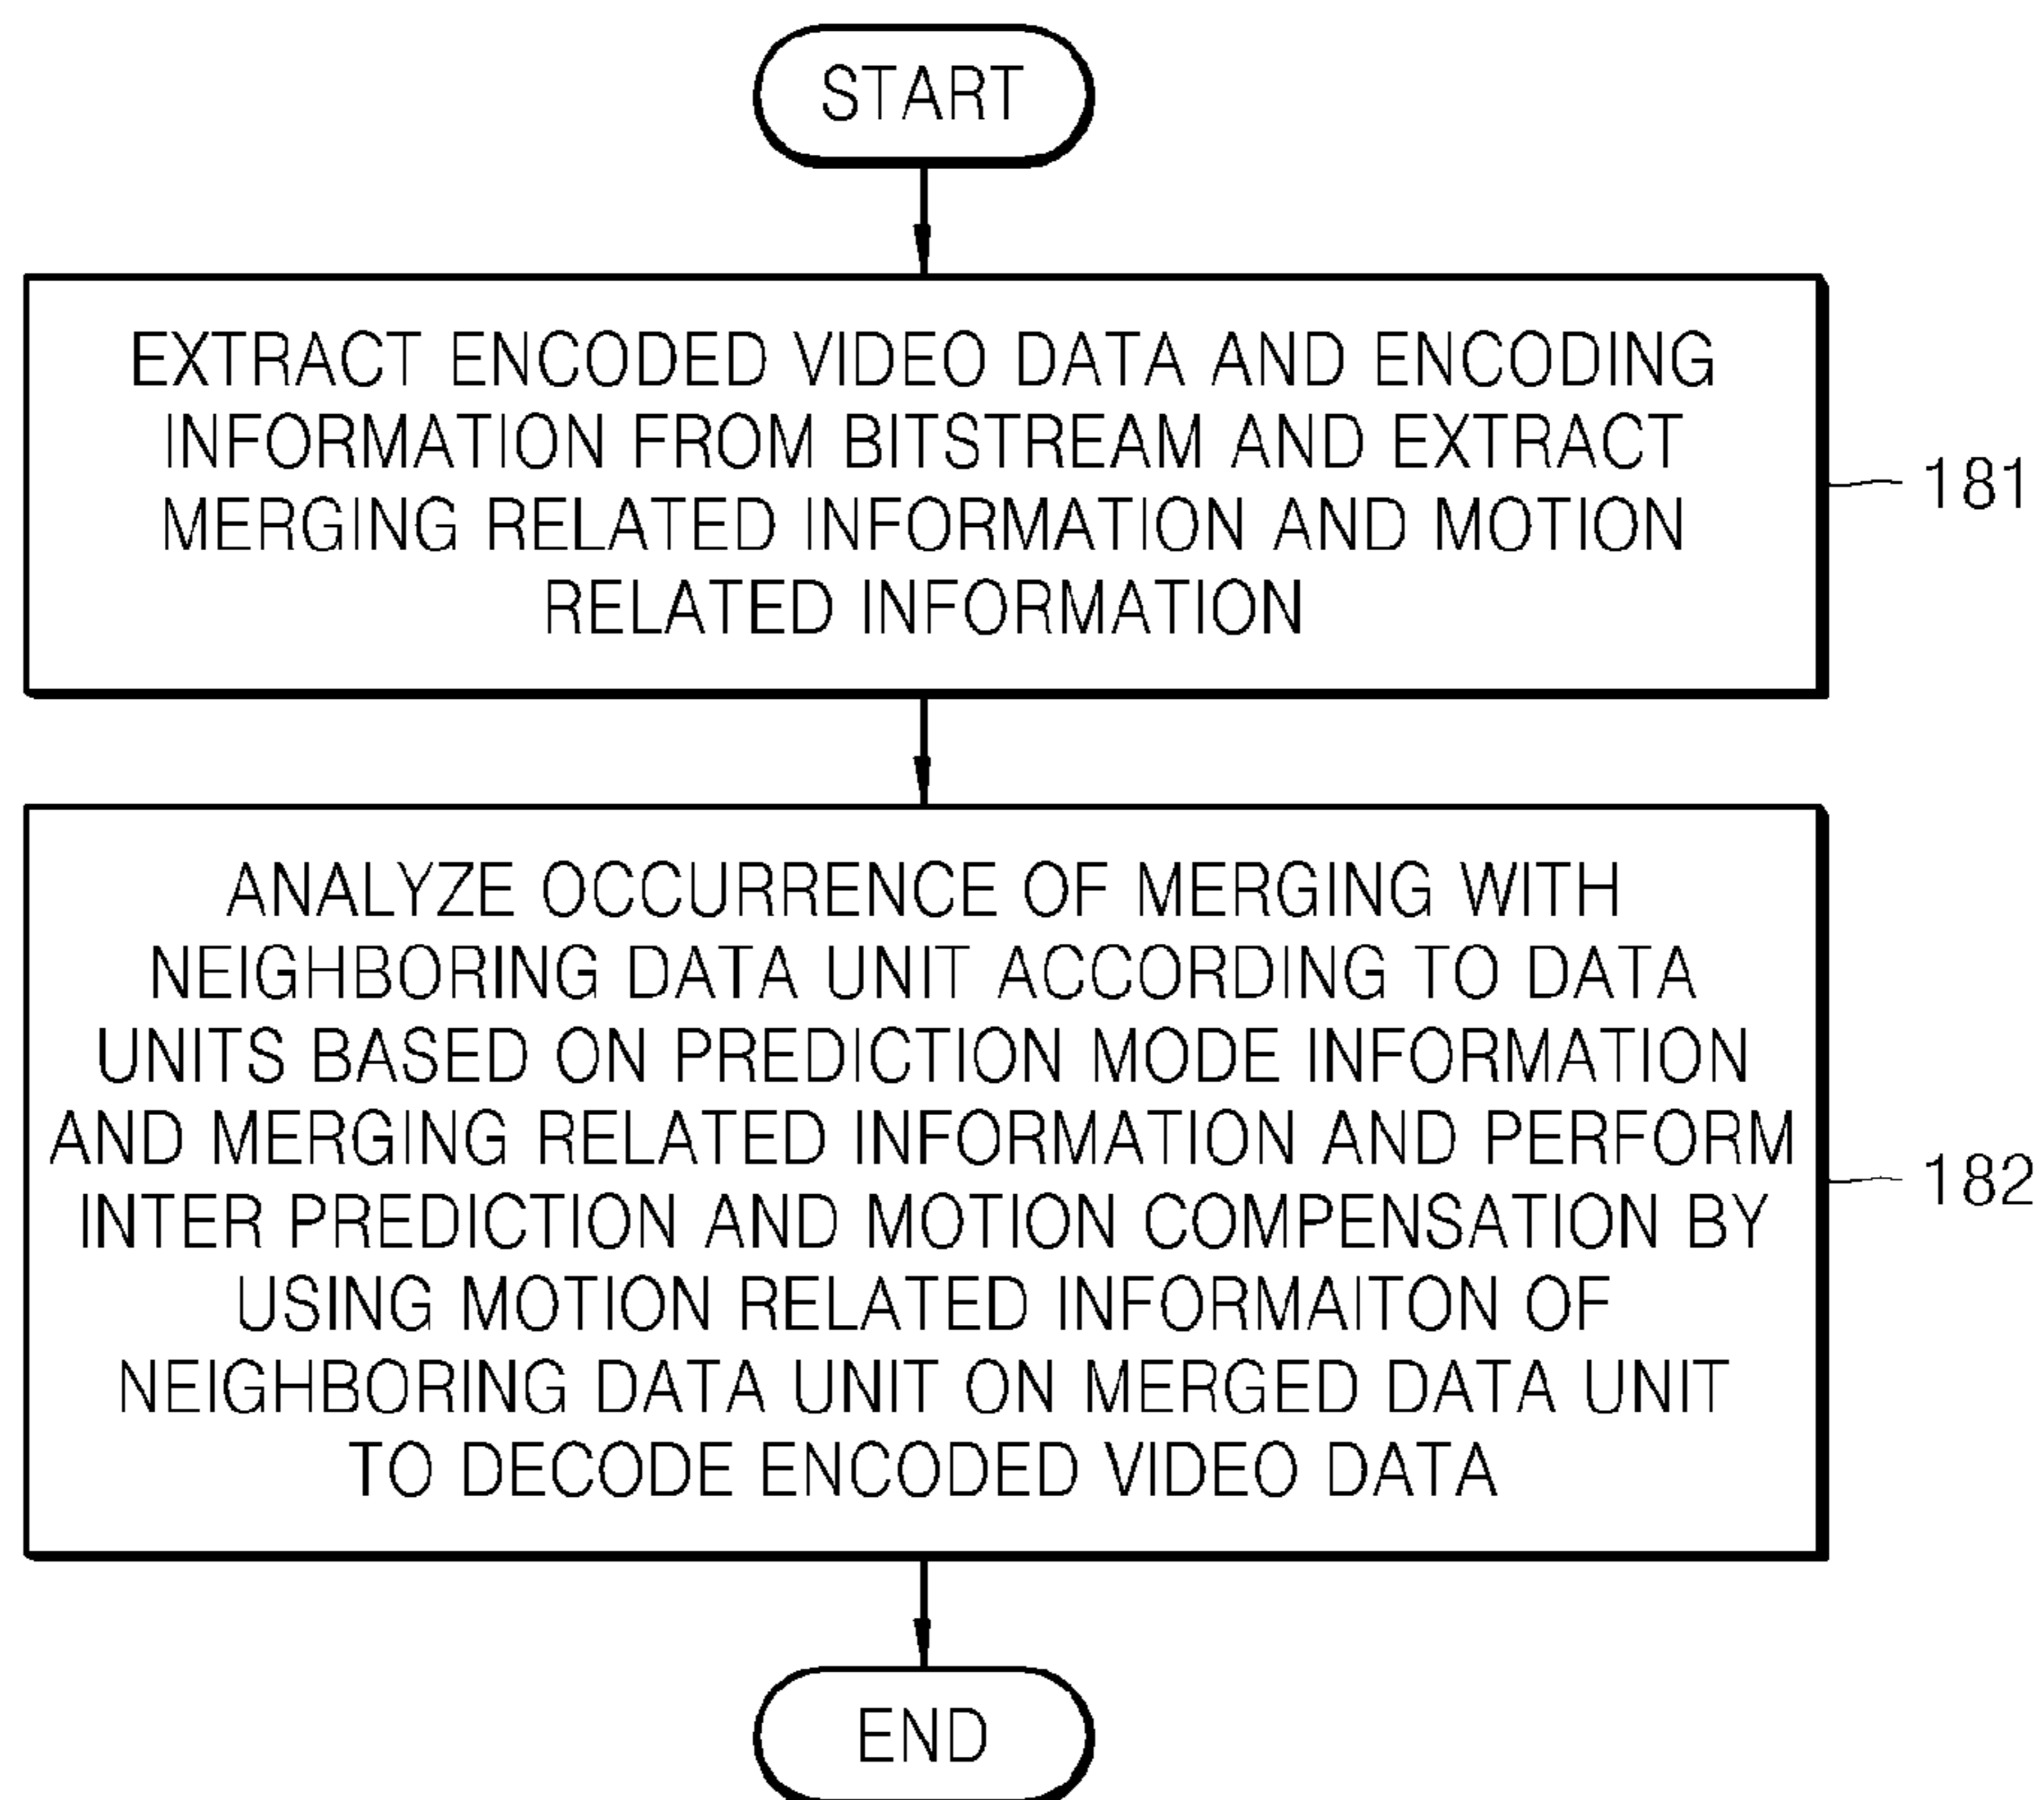 START
EXTRACT ENCODED VIDEO DATA AND ENCODING
INFORMATION FROM BITSTREAM AND EXTRACT
MERGING RELATED INFORMATION AND MOTION
RELATED INFORMATION
181
ANALYZE OCCURRENCE OF MERGING WITH
NEIGHBORING DATA UNIT ACCORDING TO DATA
UNITS BASED ON PREDICTION MODE INFORMATION
AND MERGING RELATED INFORMATION AND PERFORM
INTER PREDICTION AND MOTION COMPENSATION BY
USING MOTION RELATED INFORMAITON OF
NEIGHBORING DATA UNIT ON MERGED DATA UNIT
TO DECODE ENCODED VIDEO DATA
182
END